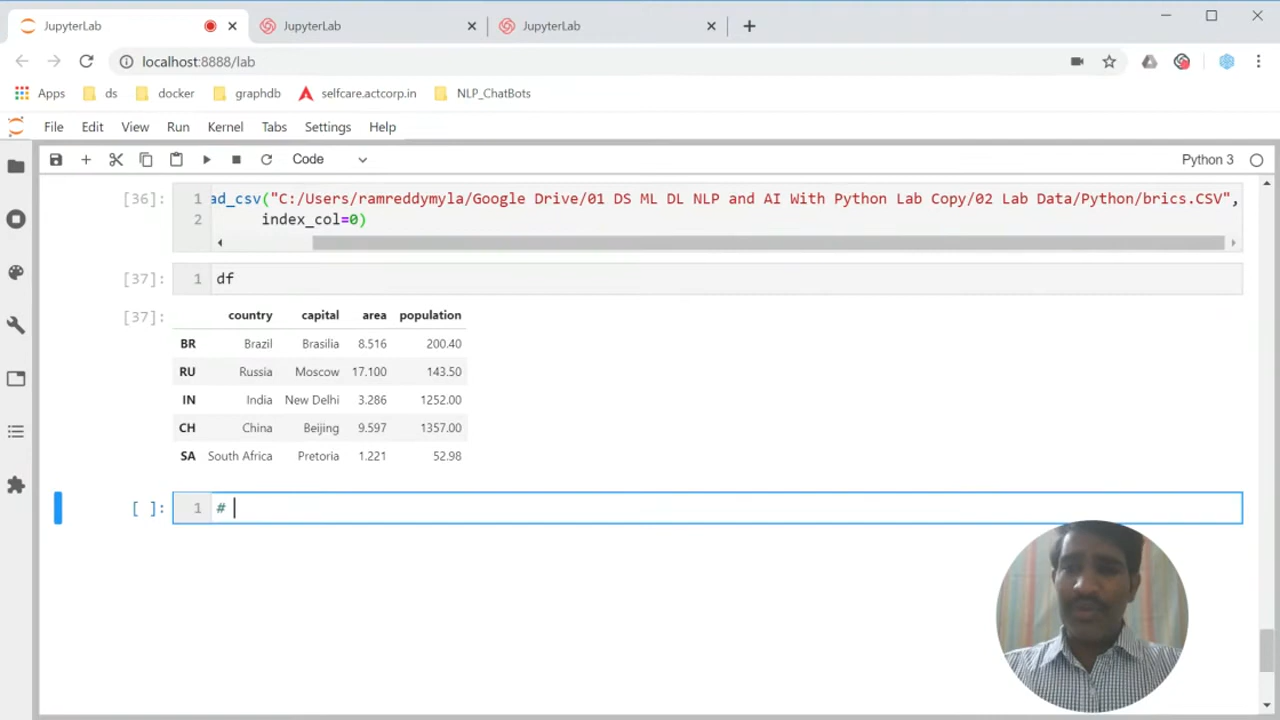 JupyterLab
JupyterLab
JupyterLab
localhost:8888/lab
Apps ds docker graphdb selfcare.actcorp.in NLP_ChatBots
File Edit View Run Kernel Tabs Settings Help
Code Python 3
[36]: 1 ad_csv("C:/Users/ramreddymyla/Google Drive/01 DS ML DL NLP and AI With Python Lab Copy/02 Lab Data/Python/brics.CSV",
2 index_col=0)
[37]: 1 df
[37]: country capital area population
BR Brazil Brasilia 8.516 200.40
RU Russia Moscow 17.100 143.50
IN India New Delhi 3.286 1252.00
CH China Beijing 9.597 1357.00
SA South Africa Pretoria 1.221 52.98
[ ]: 1 #